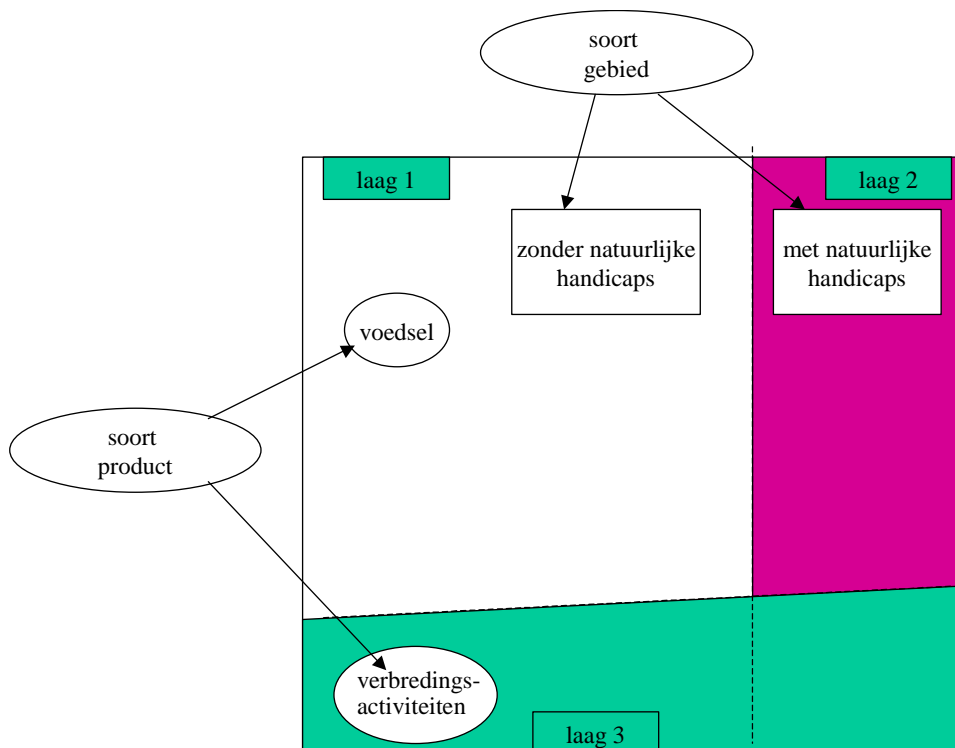 soort
gebied
laag 1
laag 2
zonder natuurlijke
handicaps
met natuurlijke
handicaps
voedsel
soort
product
verbredings-
activiteiten
laag 3